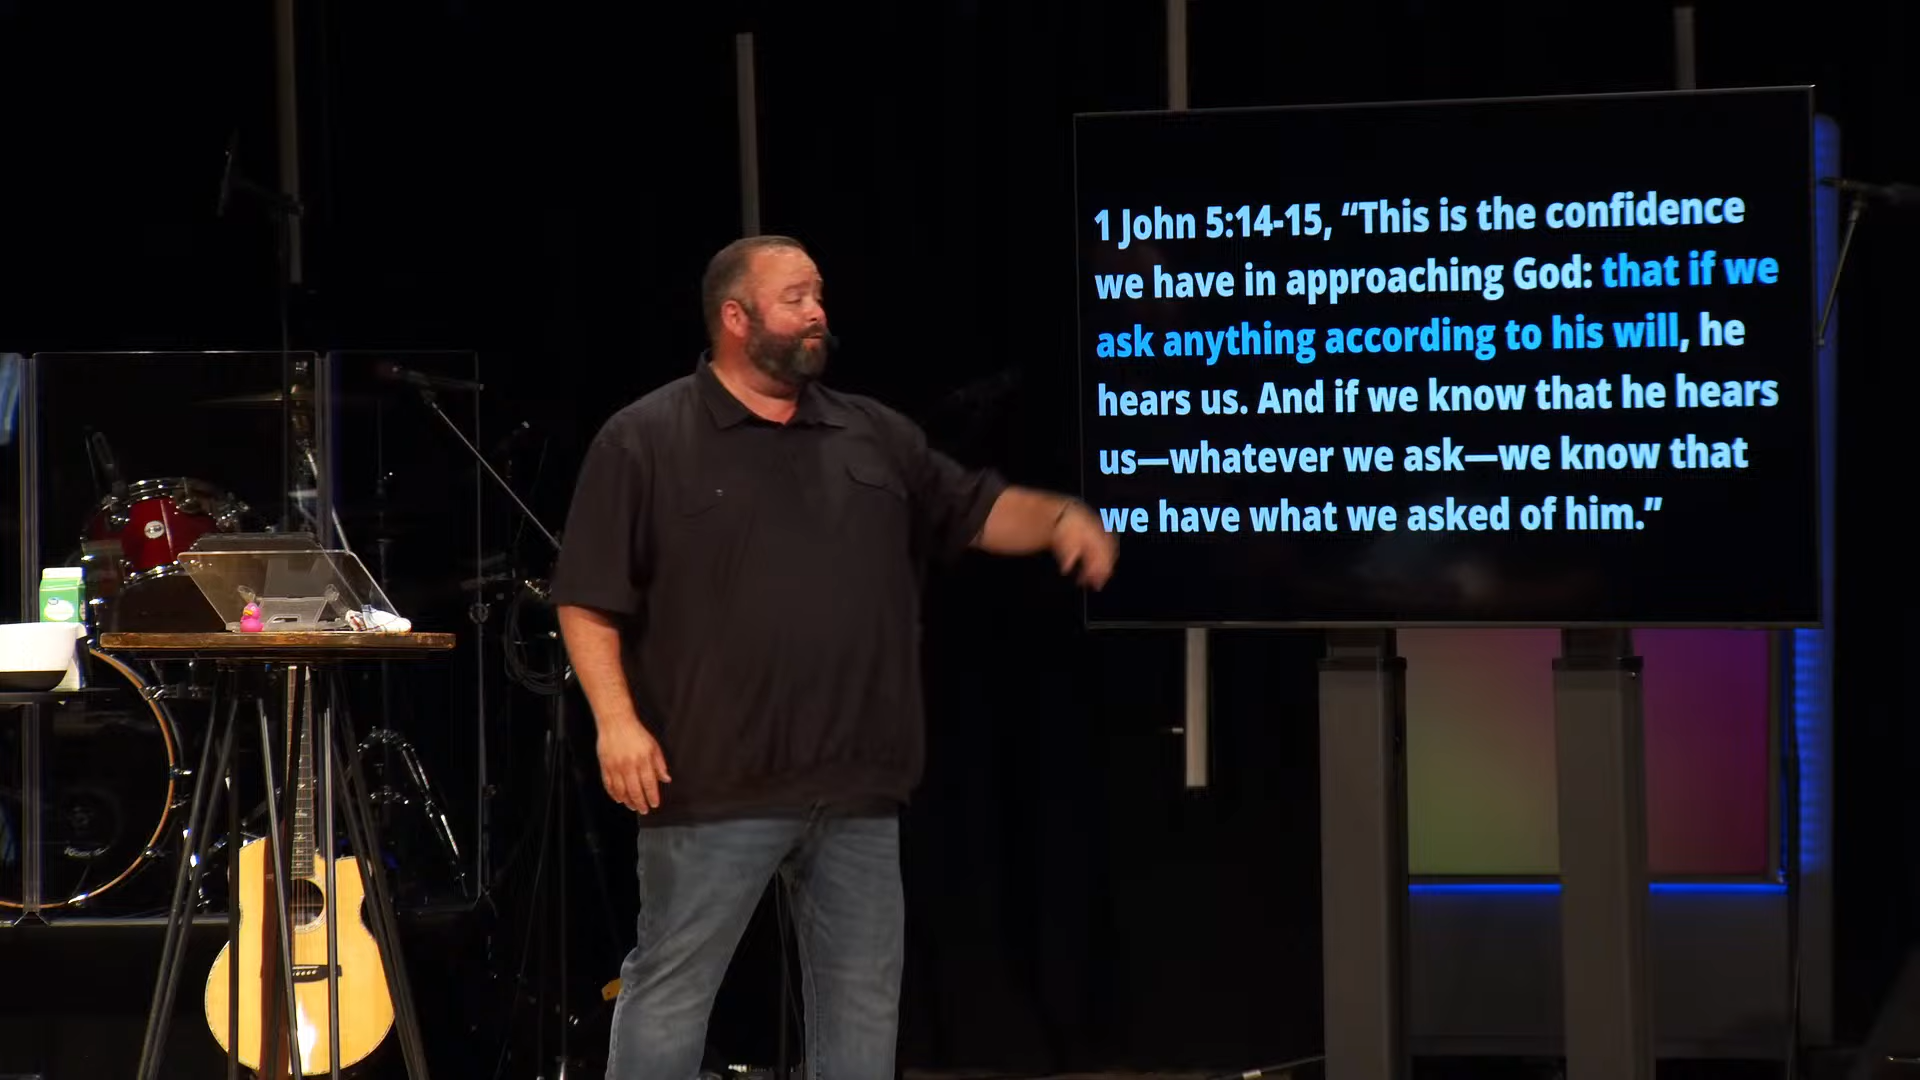 1 John 5:14-15, “This is the confidence
we have in approaching God: that if we
ask anything according to his will, he
hears us. And if we know that he hears
us—whatever we ask—we know that
we have what we asked of him.”